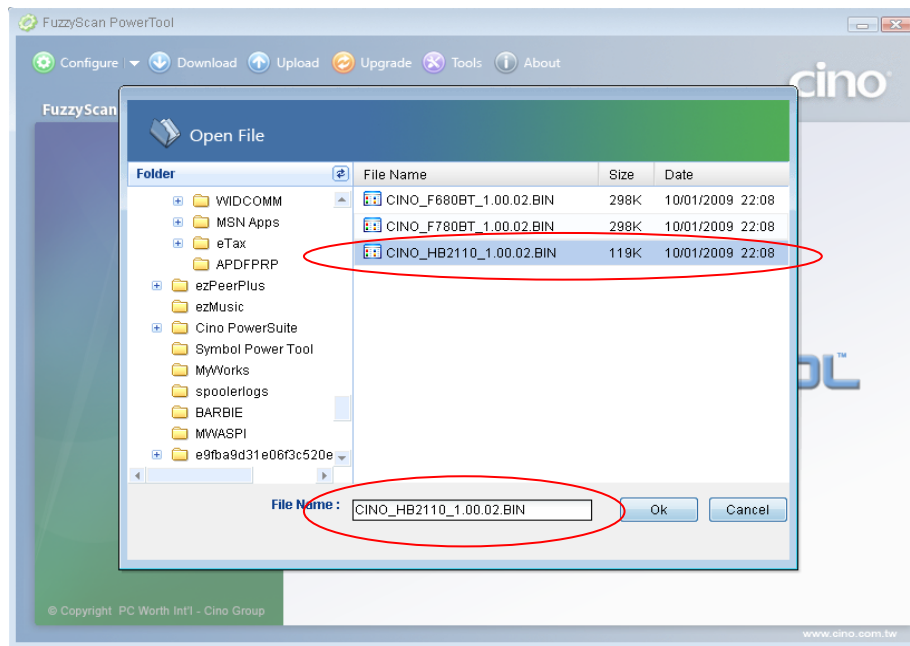 FuzzyScan PowerTool
Configure Download Upload Upgrade Tools About
cino
FuzzyScan
Open File
Folder
WIDCOMM
MSN Apps
eTax
APDFPRP
ezPeerPlus
ezMusic
Cino PowerSuite
Symbol Power Tool
MyWorks
spoolerlogs
BARBIE
MWASPI
e9fba9d31e06f3c520e
File Name Size Date
CINO_F680BT_1.00.02.BIN 298K 10/01/2009 22:08
CINO_F780BT_1.00.02.BIN 298K 10/01/2009 22:08
CINO_HB2110_1.00.02.BIN 119K 10/01/2009 22:08
File Name : CINO_HB2110_1.00.02.BIN Ok Cancel
© Copyright PC Worth Int'l - Cino Group
www.cino.com.tw